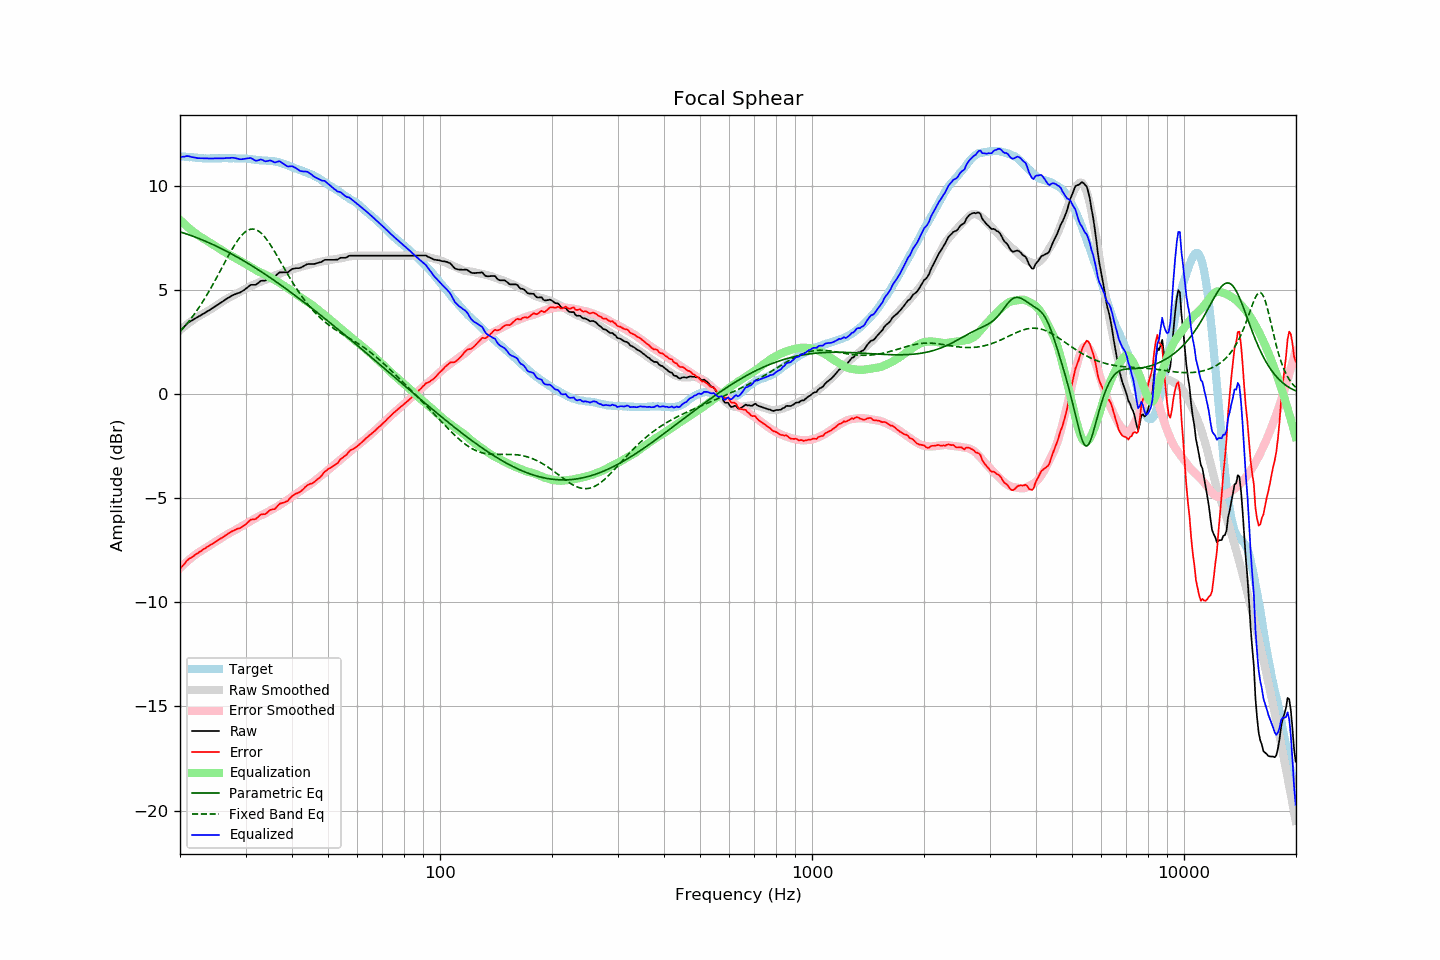 Focal Sphear
10
5
0
−5
−10
−15
−20
Amplitude (dBr)
Target
Raw Smoothed
Error Smoothed
Raw
Error
Equalization
Parametric Eq
Fixed Band Eq
Equalized
100
1000
10000
Frequency (Hz)